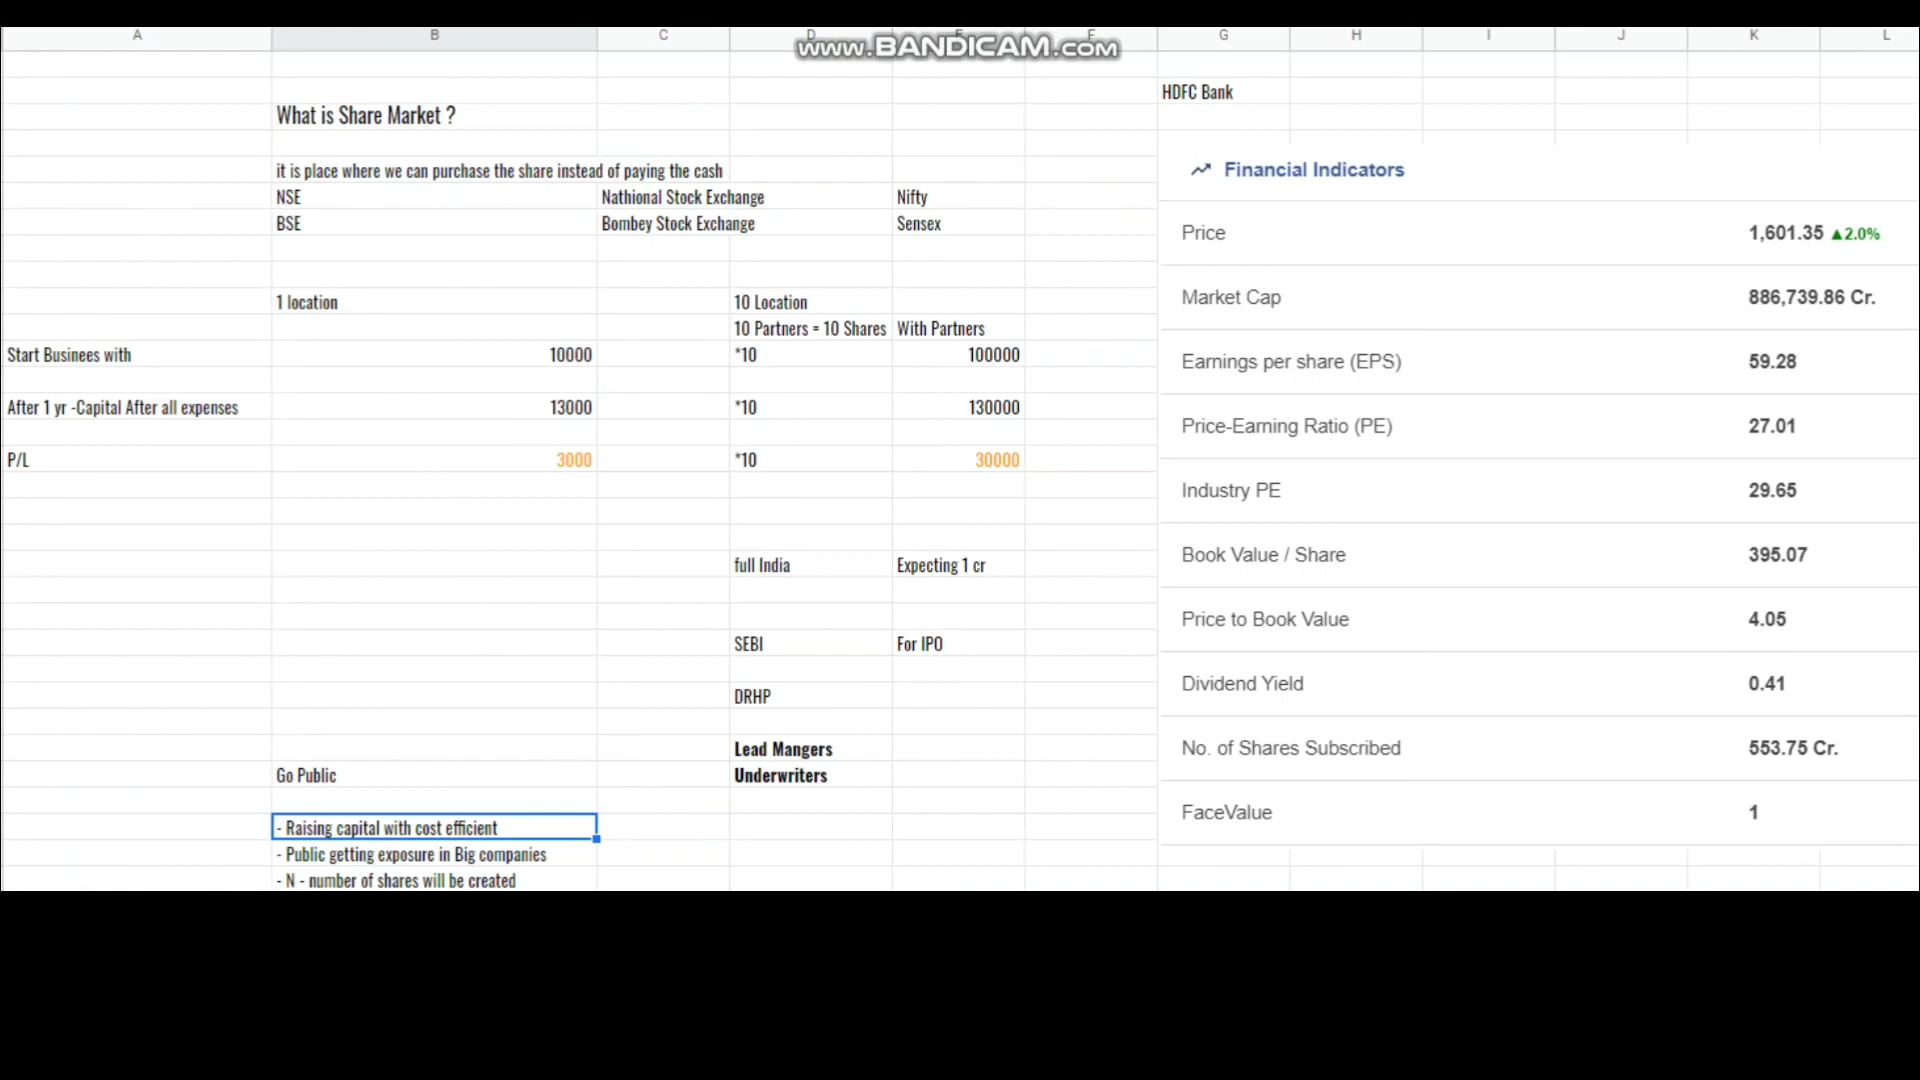 A B C D E F G H I J K L
www.BANDICAM.com
HDFC Bank
What is Share Market ?
it is place where we can purchase the share instead of paying the cash
NSE Nathional Stock Exchange Nifty
BSE Bombey Stock Exchange Sensex
1 location 10 Location
10 Partners = 10 Shares With Partners
Start Businees with 10000 *10 100000
After 1 yr -Capital After all expenses 13000 *10 130000
P/L 3000 *10 30000
full India Expecting 1 cr
SEBI For IPO
DRHP
Lead Mangers
Go Public Underwriters
- Raising capital with cost efficient
- Public getting exposure in Big companies
- N - number of shares will be created
Financial Indicators
Price 1,601.35 ▲2.0%
Market Cap 886,739.86 Cr.
Earnings per share (EPS) 59.28
Price-Earning Ratio (PE) 27.01
Industry PE 29.65
Book Value / Share 395.07
Price to Book Value 4.05
Dividend Yield 0.41
No. of Shares Subscribed 553.75 Cr.
FaceValue 1